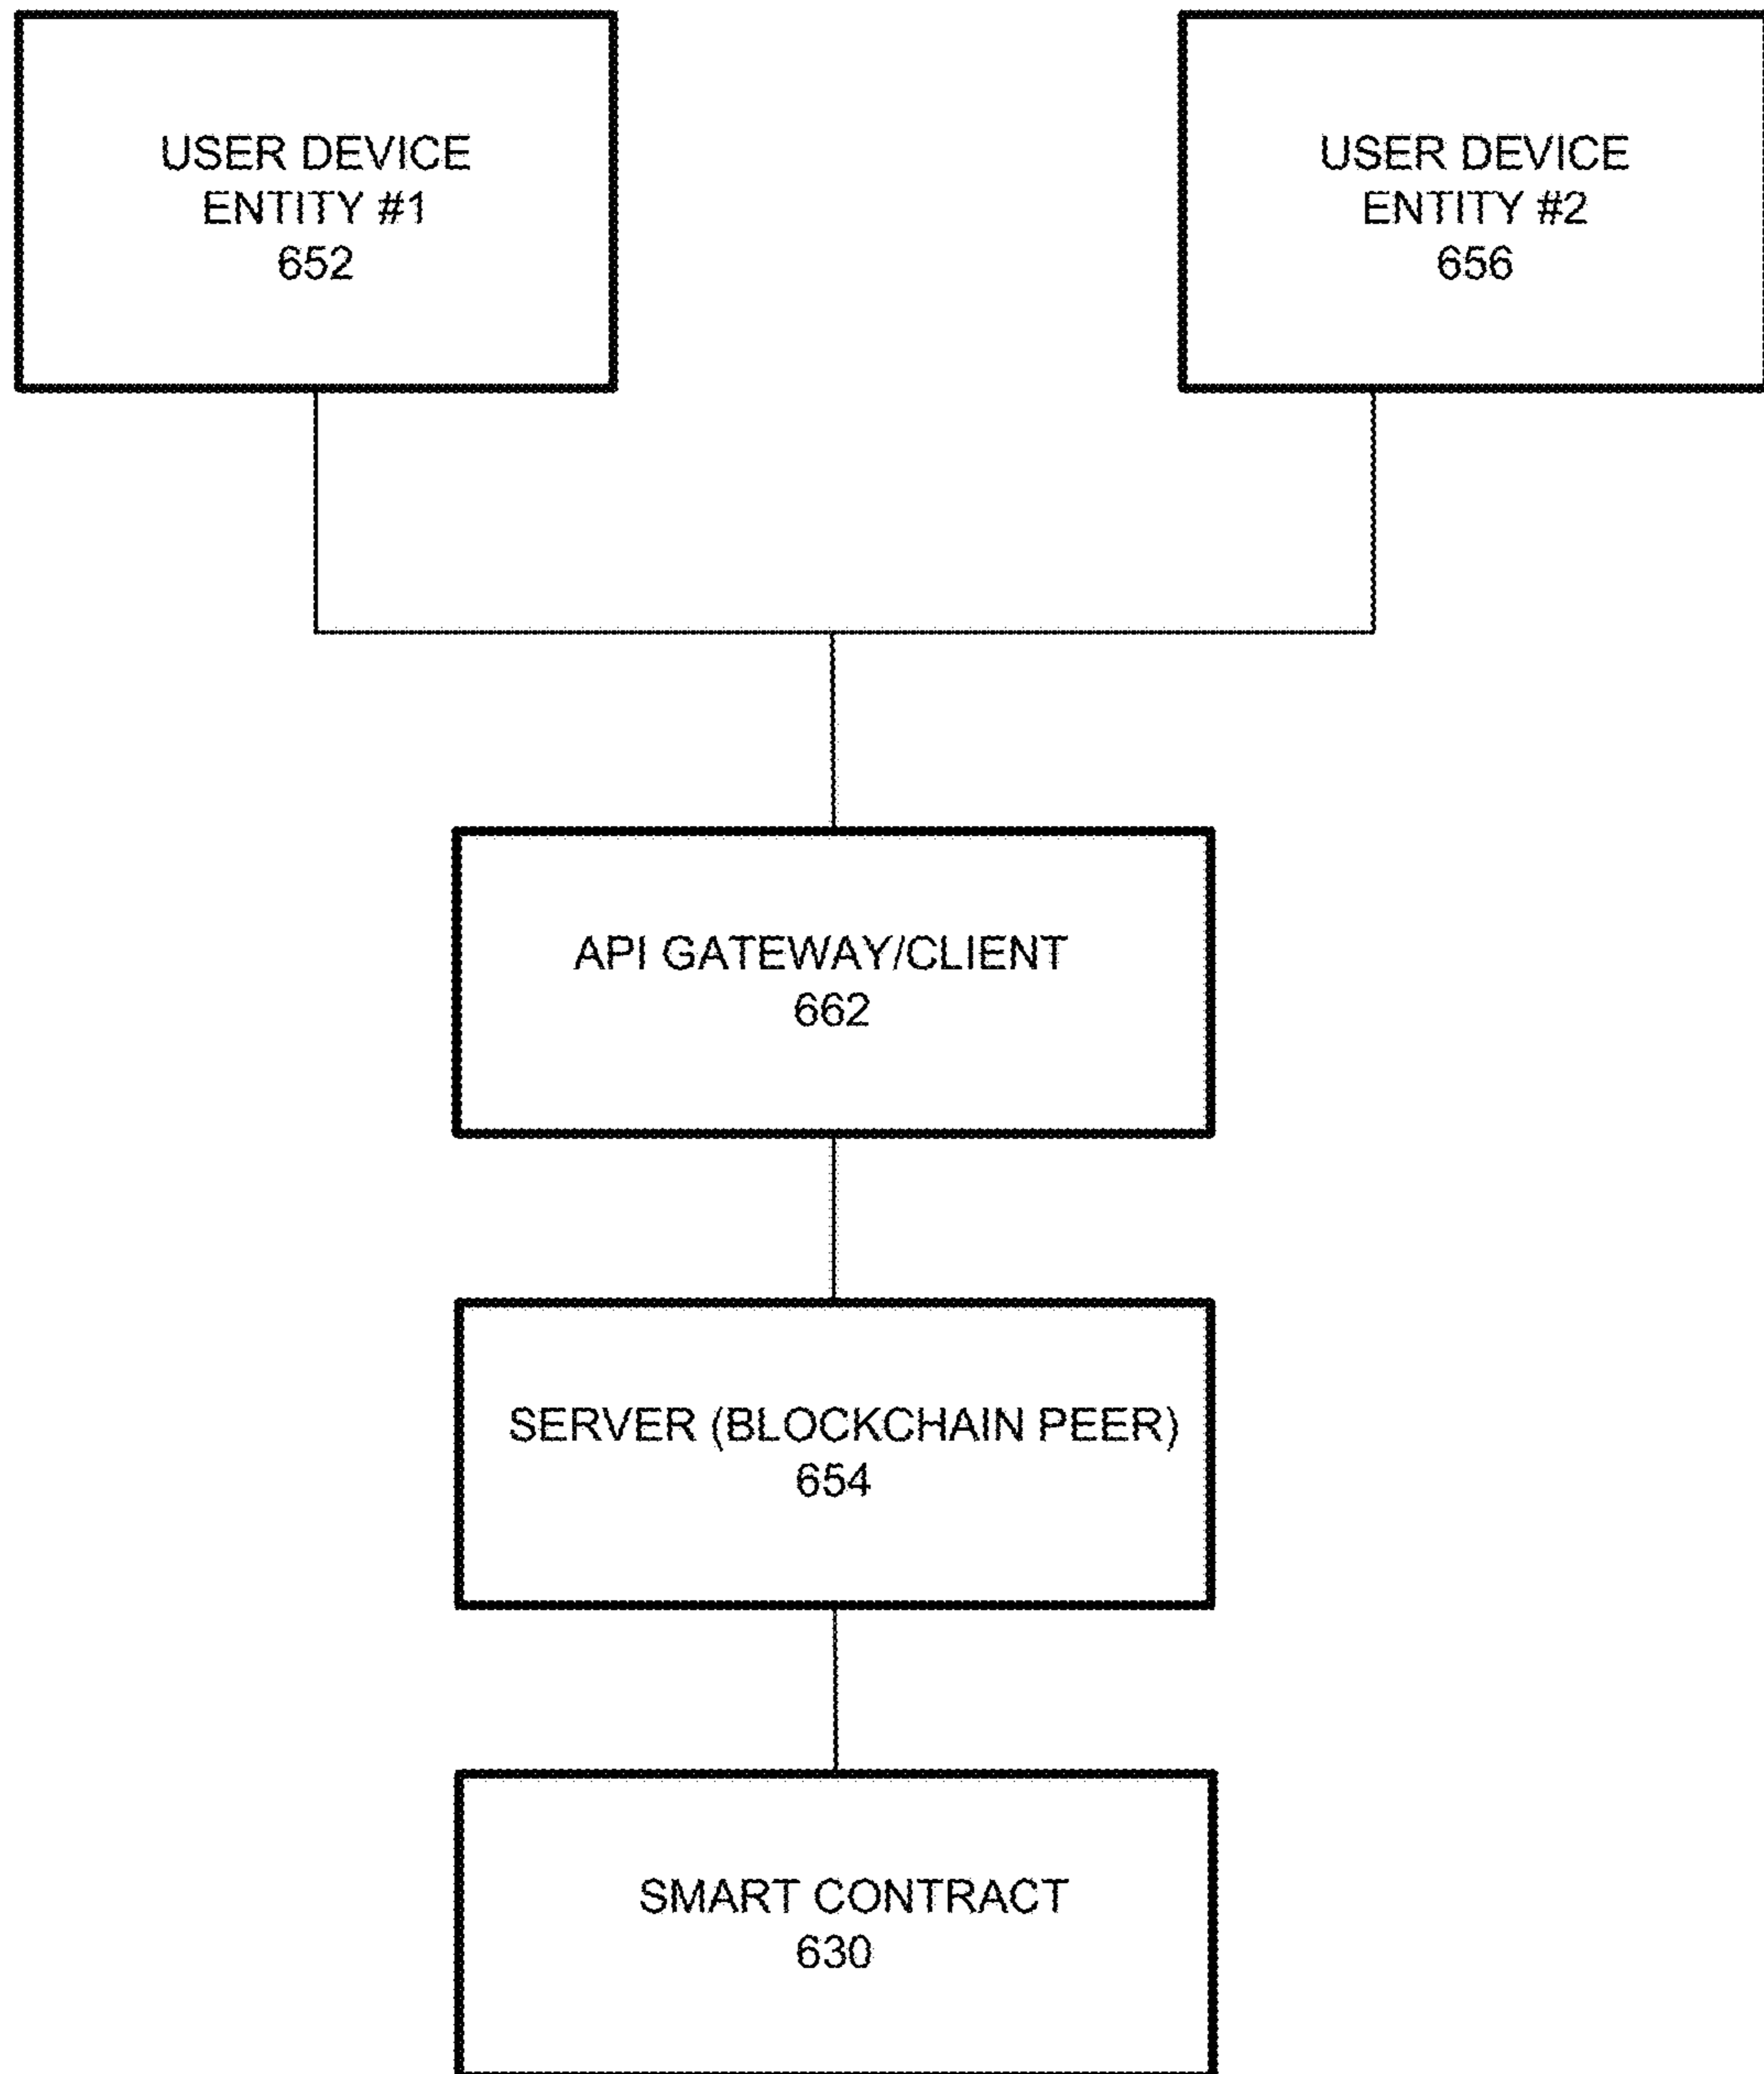 USER DEVICE
ENTITY #1
652
USER DEVICE
ENTITY #2
656
API GATEWAY/CLIENT
662
SERVER (BLOCKCHAIN PEER)
654
SMART CONTRACT
630